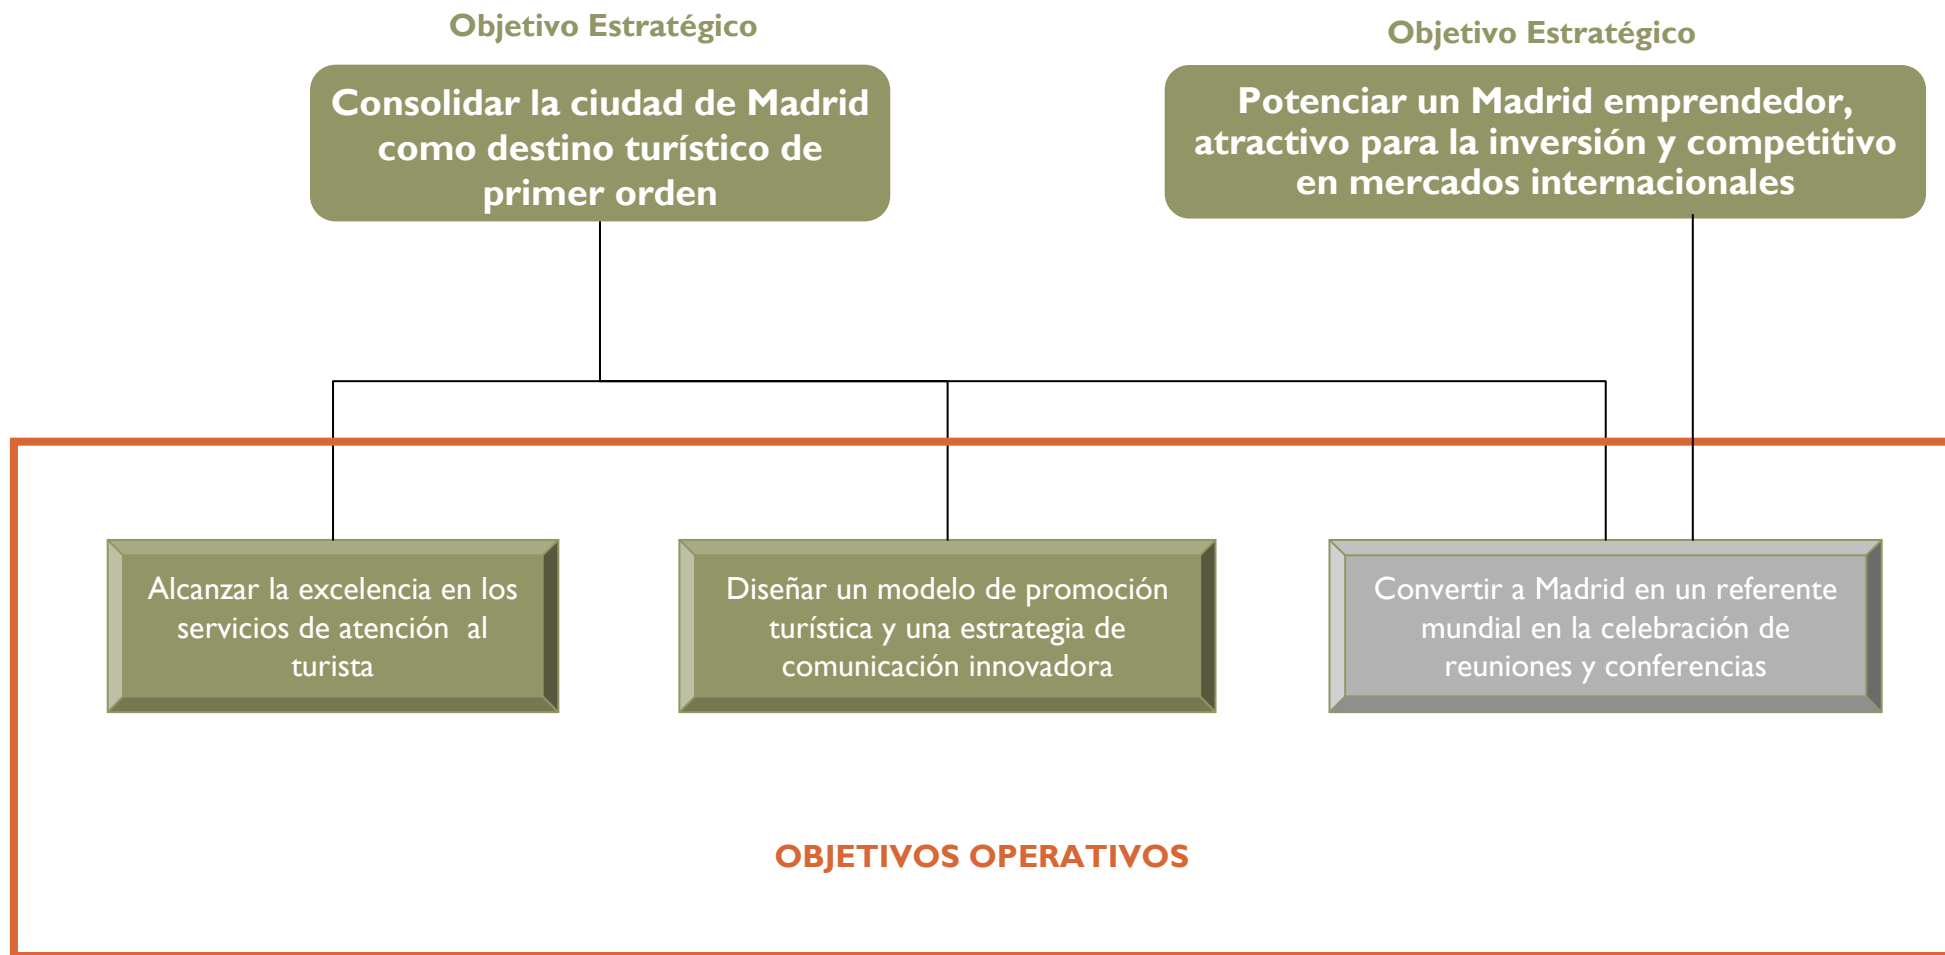 Objetivo Estratégico
Consolidar la ciudad de Madrid
como destino turístico de
primer orden
Objetivo Estratégico
Potenciar un Madrid emprendedor,
atractivo para la inversión y competitivo
en mercados internacionales
Alcanzar la excelencia en los
servicios de atención  al
turista
Diseñar un modelo de promoción
turística y una estrategia de
comunicación innovadora
Convertir a Madrid en un referente
mundial en la celebración de
reuniones y conferencias
OBJETIVOS OPERATIVOS